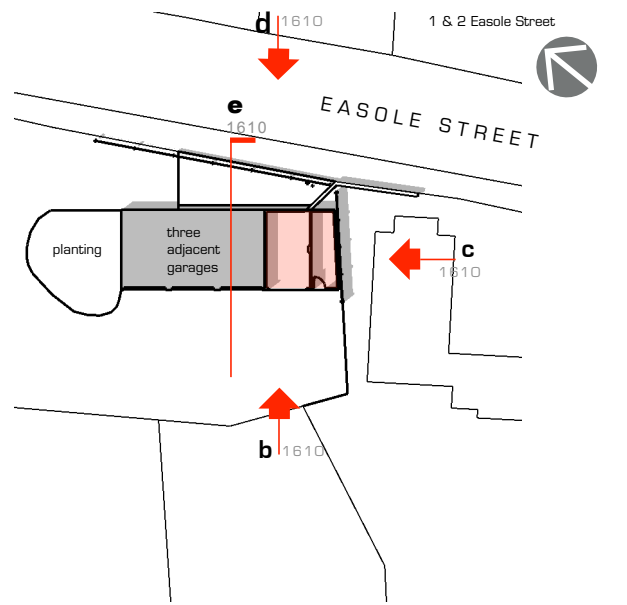 d 1610
1 & 2 Easole Street
EASOLE STREET
e
1610
three
adjacent
garages
planting
c
1610
b 1610